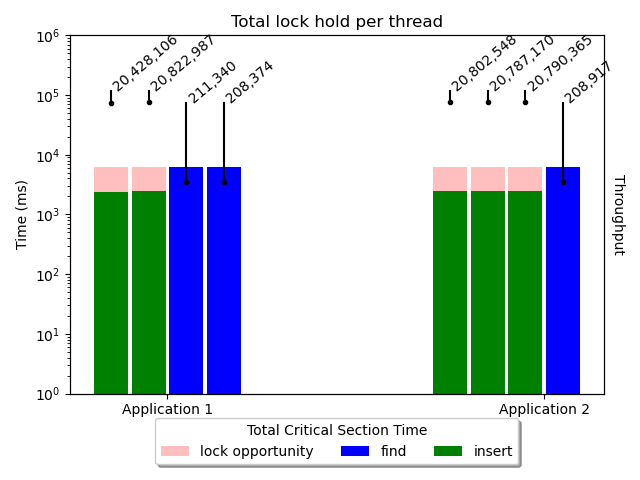 Total lock hold per thread
10^6
10^5
10^4
10^3
10^2
10^1
10^0
Time (ms)
20,428,106
20,822,987
211,340
208,374
20,802,548
20,787,170
20,790,365
208,917
Throughput
Application 1
Application 2
Total Critical Section Time
lock opportunity
find
insert